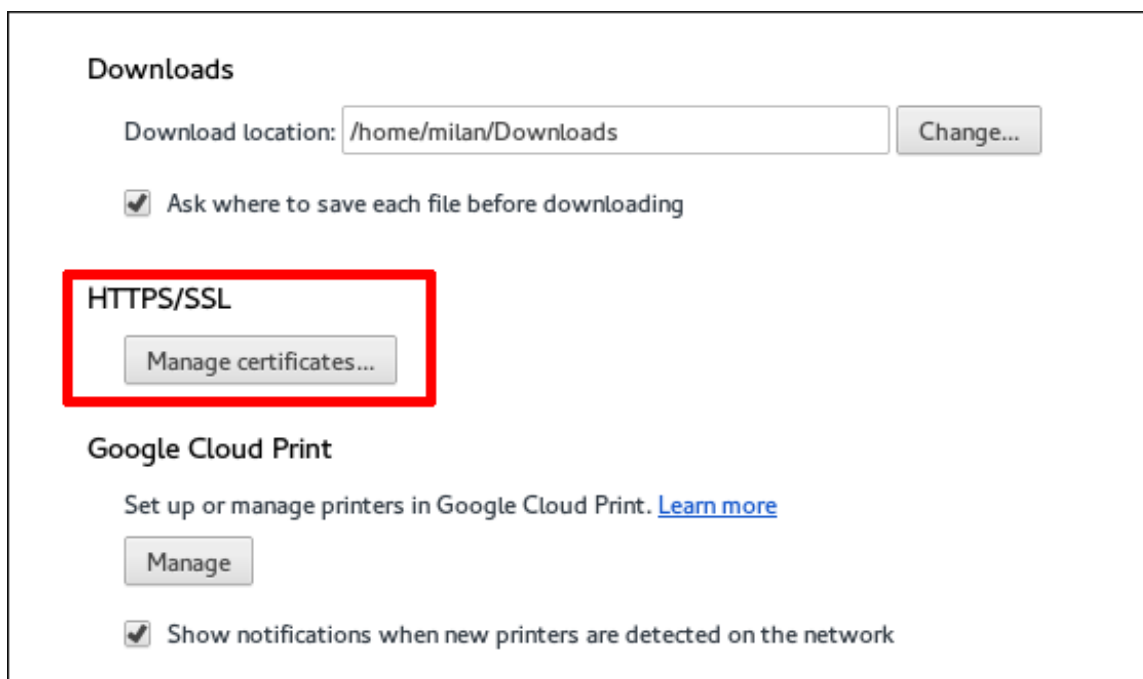 Downloads
Download location: /home/milan/Downloads Change...
Ask where to save each file before downloading
HTTPS/SSL
Manage certificates...
Google Cloud Print
Set up or manage printers in Google Cloud Print. Learn more
Manage
Show notifications when new printers are detected on the network